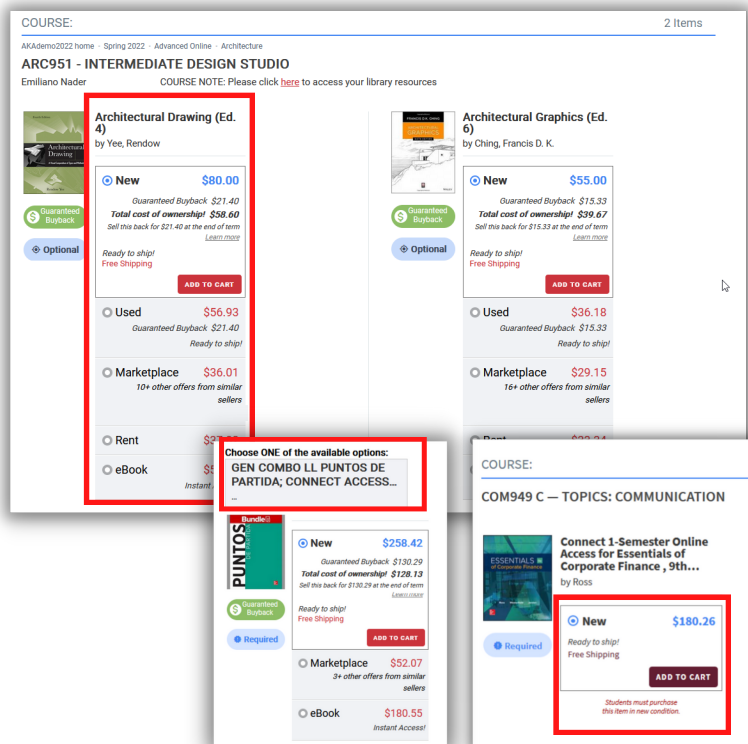 COURSE:
2 Items
AKAdemo2022 home · Spring 2022 · Advanced Online · Architecture
ARC951 - INTERMEDIATE DESIGN STUDIO
Emiliano Nader
COURSE NOTE: Please click here to access your library resources
Architectural Drawing (Ed. 4)
by Yee, Rendow
Architectural
Drawing
Guaranteed
Buyback
Optional
New $80.00
Guaranteed Buyback $21.40
Total cost of ownership! $58.60
Sell this back for $21.40 at the end of term
Learn more
Ready to ship!
Free Shipping
ADD TO CART
Used $56.93
Guaranteed Buyback $21.40
Ready to ship!
Marketplace $36.01
10+ other offers from similar
sellers
Rent
eBook
Instant
Architectural Graphics (Ed. 6)
by Ching, Francis D. K.
FRANCIS D.K. CHING
ARCHITECTURAL
GRAPHICS
Guaranteed
Buyback
Optional
New $55.00
Guaranteed Buyback $15.33
Total cost of ownership! $39.67
Sell this back for $15.33 at the end of term
Learn more
Ready to ship!
Free Shipping
ADD TO CART
Used $36.18
Guaranteed Buyback $15.33
Ready to ship!
Marketplace $29.15
16+ other offers from similar
sellers
Choose ONE of the available options:
GEN COMBO LL PUNTOS DE
PARTIDA; CONNECT ACCESS...
...
Bundle
PUNTOS
Guaranteed
Buyback
Required
New $258.42
Guaranteed Buyback $130.29
Total cost of ownership! $128.13
Sell this back for $130.29 at the end of term
Learn more
Ready to ship!
Free Shipping
ADD TO CART
Marketplace $52.07
3+ other offers from similar
sellers
eBook $180.55
Instant Access!
COURSE:
COM949 C — TOPICS: COMMUNICATION
ESSENTIALS
of Corporate Finance
Required
Connect 1-Semester Online
Access for Essentials of
Corporate Finance , 9th...
by Ross
New $180.26
Ready to ship!
Free Shipping
ADD TO CART
Students must purchase
this item in new condition.